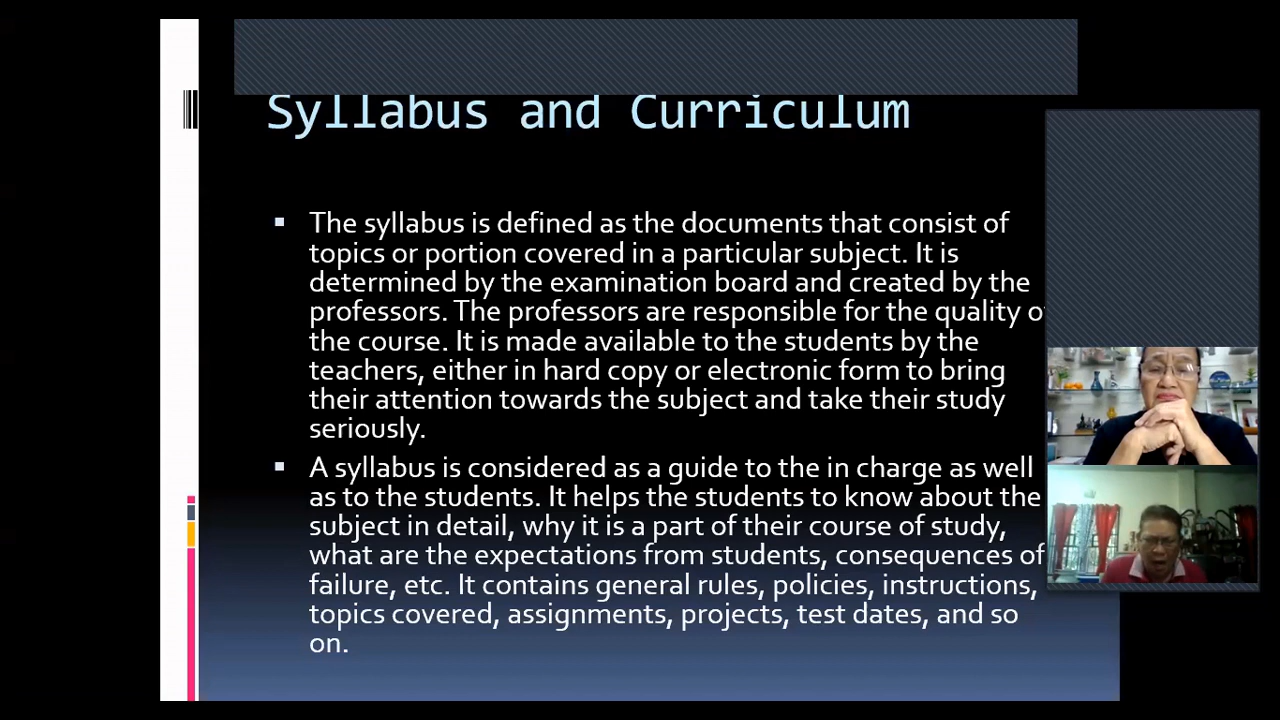 Syllabus and Curriculum
The syllabus is defined as the documents that consist of
topics or portion covered in a particular subject. It is
determined by the examination board and created by the
professors. The professors are responsible for the quality
the course. It is made available to the students by the
teachers, either in hard copy or electronic form to bring
their attention towards the subject and take their study
seriously.
A syllabus is considered as a guide to the in charge as well
as to the students. It helps the students to know about the
subject in detail, why it is a part of their course of study,
what are the expectations from students, consequences of
failure, etc. It contains general rules, policies, instructions,
topics covered, assignments, projects, test dates, and so
on.